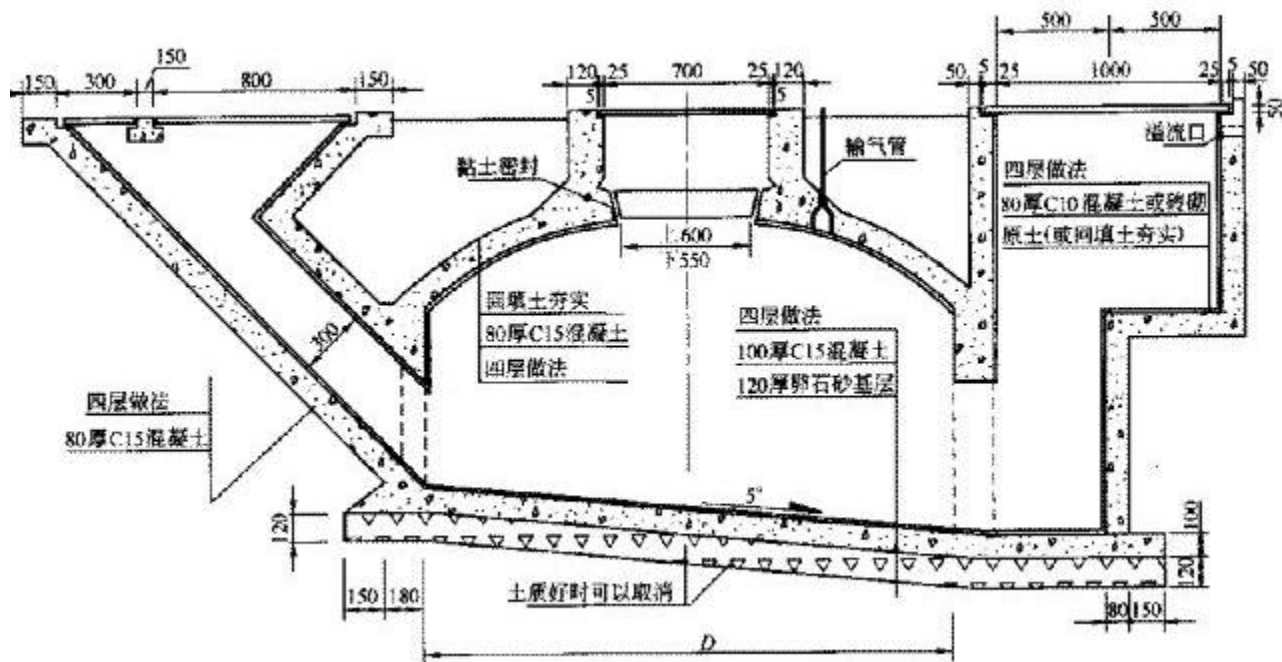 500 500
150
150 300 800 150
120 25 700 25 120
5 5
50 5 25 1000 25 5 50
50
溢流口
输气管
黏土密封
四层做法
80厚C10混凝土或砖砌
原土(或回填土夯实)
上600
下550
回填土夯实
80厚C15混凝土
四层做法
四层做法
100厚C15混凝土
120厚卵石砂基层
300
四层做法
80厚C15混凝土
5°
120
100
120
土质好时可以取消
150 180
80 150
D